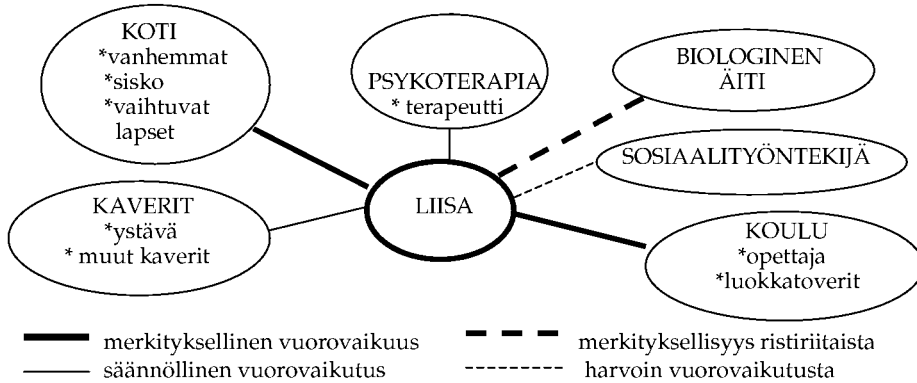 KOTI
*vanhemmat
*sisko
*vaihtuvat
lapset
PSYKOTERAPIA
* terapeutti
BIOLOGINEN
ÄITI
SOSIAALITYÖNTEKIJÄ
LIISA
KAVERIT
*ystävä
* muut kaverit
KOULU
*opettaja
*luokkatoverit
merkityksellinen vuorovaikuus
merkityksellisyys ristiriitaista
säännöllinen vuorovaikutus
harvoin vuorovaikutusta